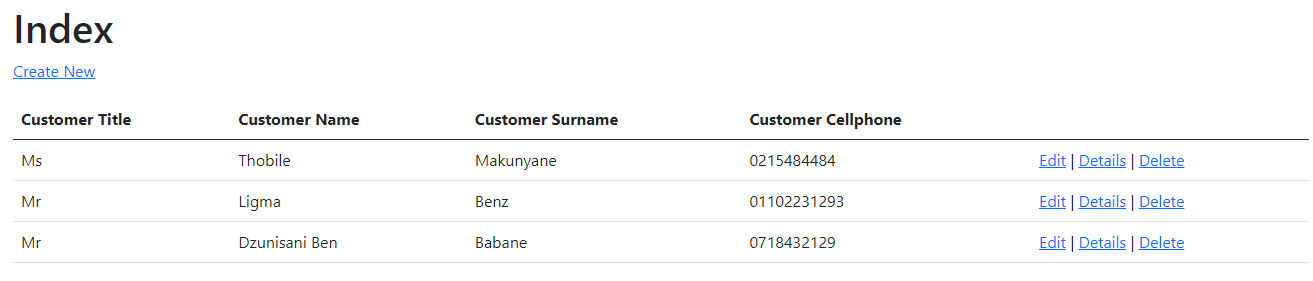 Index
Create New
Customer Title Customer Name Customer Surname Customer Cellphone
Ms Thobile Makunyane 0215484484 Edit | Details | Delete
Mr Ligma Benz 01102231293 Edit | Details | Delete
Mr Dzunisani Ben Babane 0718432129 Edit | Details | Delete